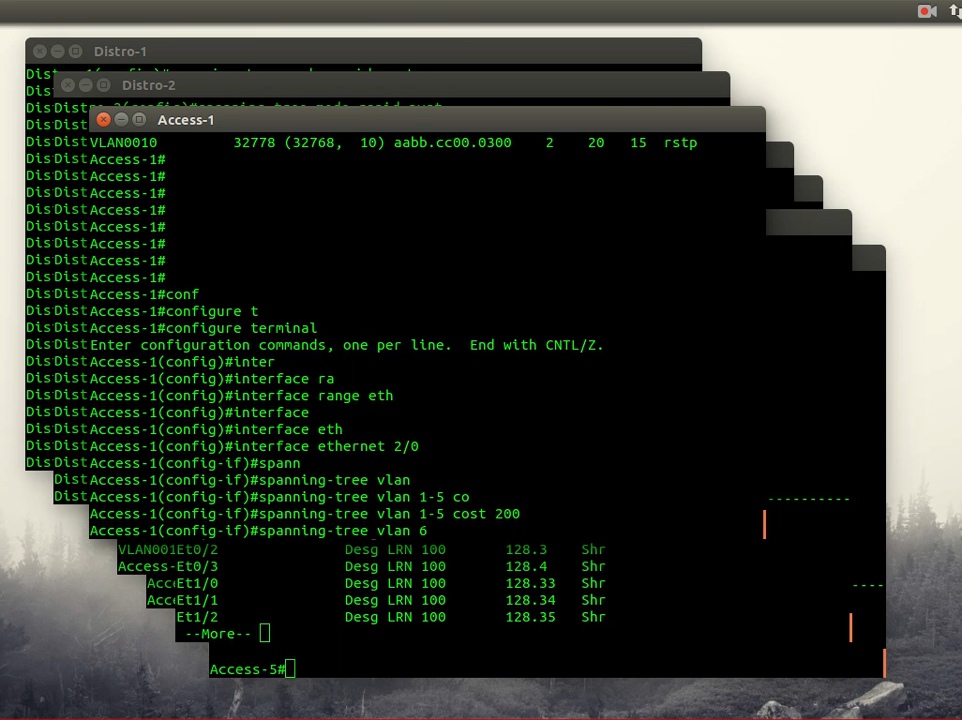 Distro-1
Distro-2
Access-1
VLAN0010         32778 (32768,  10) aabb.cc00.0300    2    20   15  rstp
Access-1#
Access-1#
Access-1#
Access-1#
Access-1#
Access-1#
Access-1#
Access-1#
Access-1#conf
Access-1#configure t
Access-1#configure terminal
Enter configuration commands, one per line.  End with CNTL/Z.
Access-1(config)#inter
Access-1(config)#interface ra
Access-1(config)#interface range eth
Access-1(config)#interface
Access-1(config)#interface eth
Access-1(config)#interface ethernet 2/0
Access-1(config-if)#spann
Access-1(config-if)#spanning-tree vlan
Access-1(config-if)#spanning-tree vlan 1-5 co
Access-1(config-if)#spanning-tree vlan 1-5 cost 200
Access-1(config-if)#spanning-tree vlan 6
VLAN001Et0/2               Desg LRN 100       128.3    Shr
Access-Et0/3               Desg LRN 100       128.4    Shr
AccEt1/0               Desg LRN 100       128.33   Shr
AccEt1/1               Desg LRN 100       128.34   Shr
Et1/2               Desg LRN 100       128.35   Shr
--More--
Access-5#